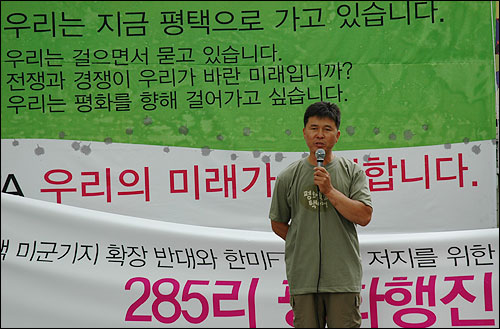 우리는 지금 평택으로 가고 있습니다.
우리는 걸으면서 묻고 있습니다.
전쟁과 경쟁이 우리가 바란 미래입니까?
우리는 평화를 향해 걸어가고 싶습니다.
A 우리의 미래가 합니다.
미군기지 확장 반대와 한미 저지를 위한
285리 화행진